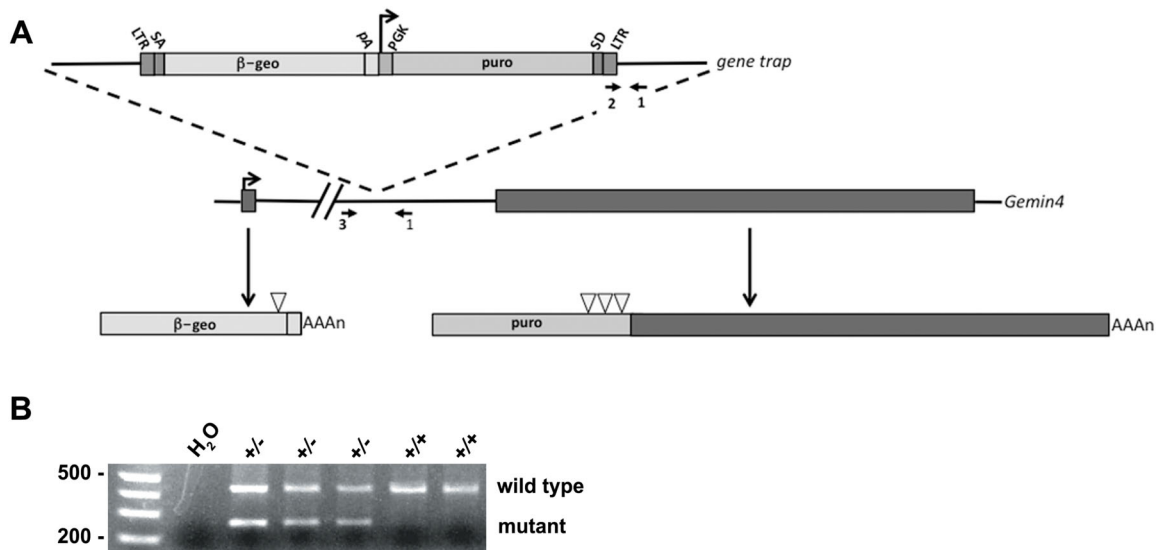 A
LTR SA pA PGK SD LTR
β-geo puro gene trap
2 1
Gemin4
3 1
β-geo AAAn puro AAAn
B
H2O +/- +/- +/- +/+ +/+
500 -
wild type
mutant
200 -